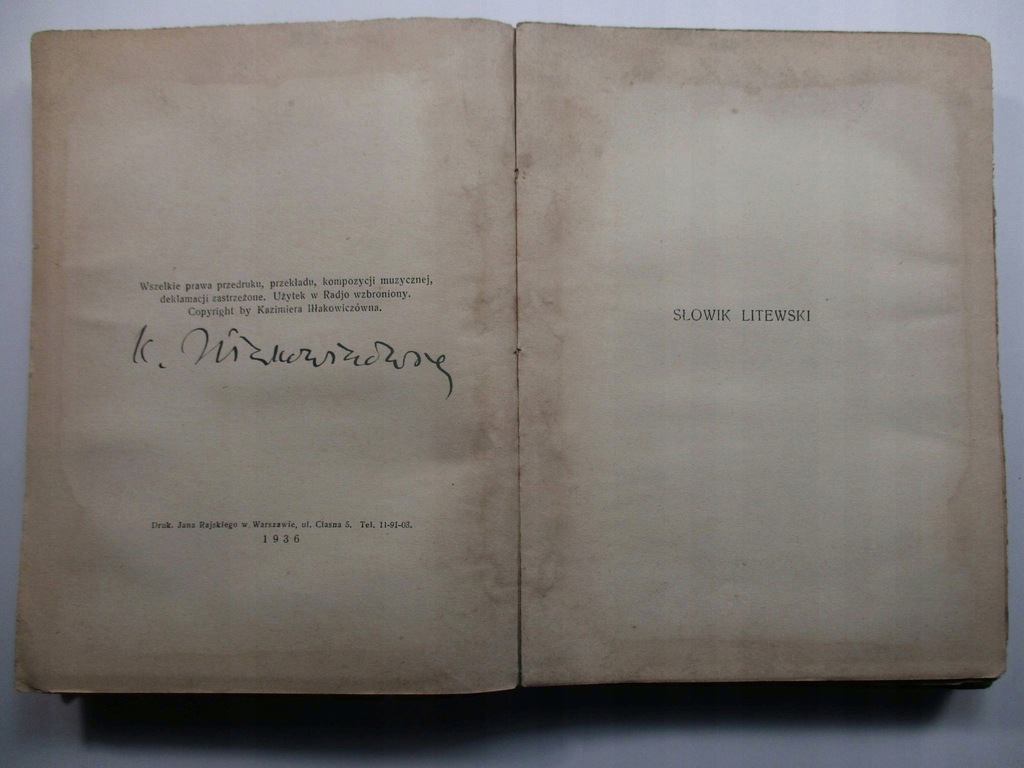 Wszelkie prawa przedruku, przekładu, kompozycji muzycznej,
deklamacji zastrzeżone. Użytek w Radjo wzbroniony.
Copyright by Kazimiera Iłłakowiczówna.
K. Iłłakowiczówna
Druk. Jana Rajskiego w Warszawie, ul. Ciasna 5. Tel. 11-91-03.
1936
SŁOWIK LITEWSKI